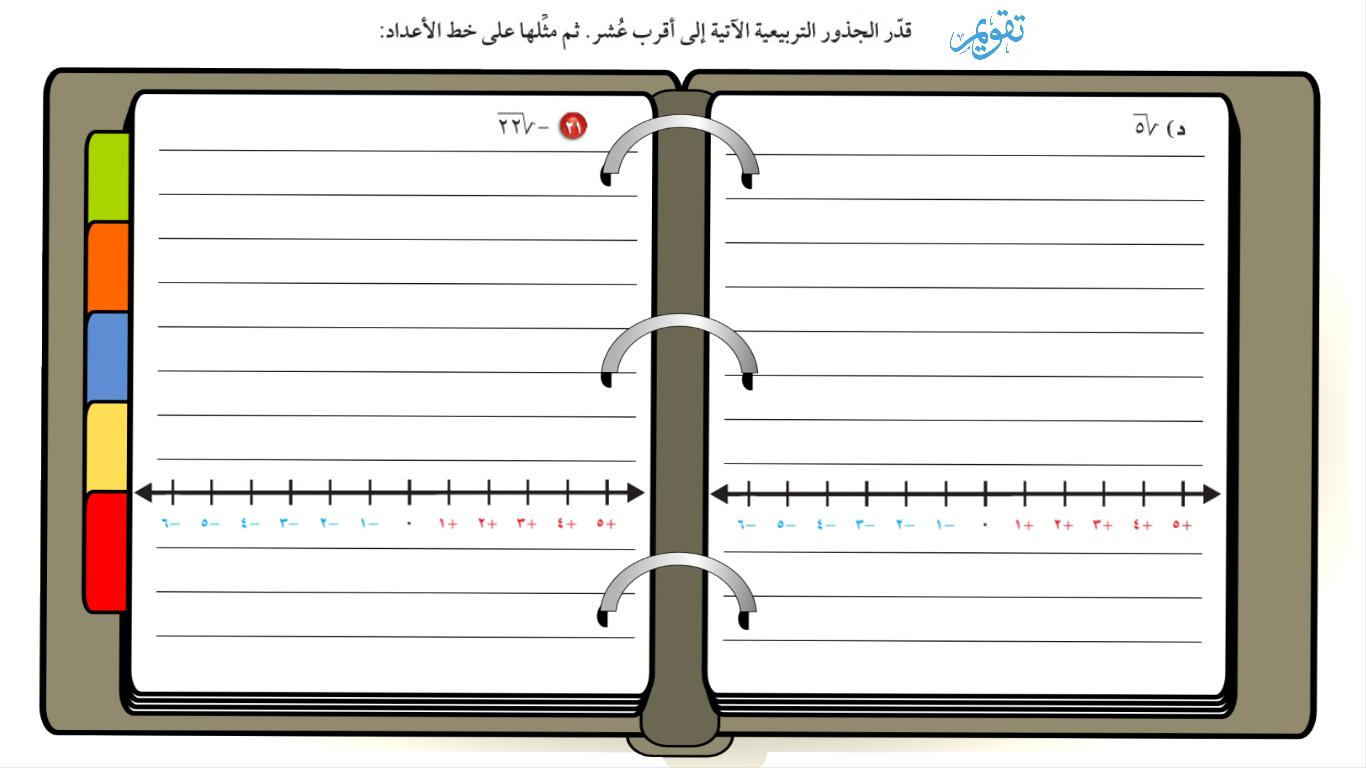 تقويم
قدّر الجذور التربيعية الآتية إلى أقرب عُشر. ثم مثِّلها على خط الأعداد:
د) √٥
٢١ −√٢٢
−٦ −٥ −٤ −٣ −٢ −١ ٠ +١ +٢ +٣ +٤ +٥
−٦ −٥ −٤ −٣ −٢ −١ ٠ +١ +٢ +٣ +٤ +٥